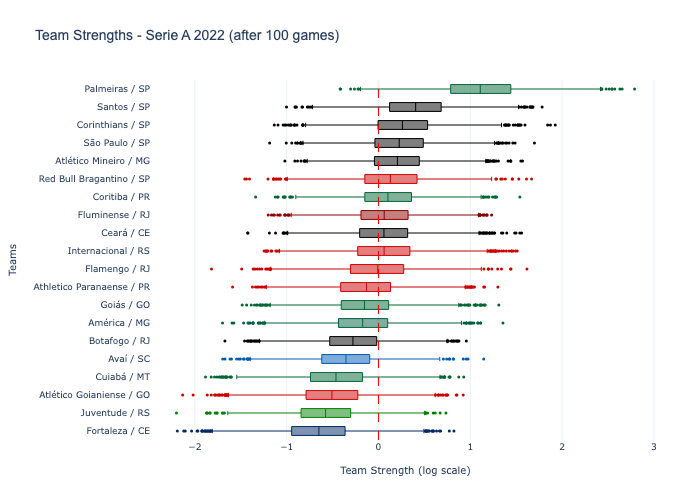 Team Strengths - Serie A 2022 (after 100 games)
Palmeiras / SP
Santos / SP
Corinthians / SP
São Paulo / SP
Atlético Mineiro / MG
Red Bull Bragantino / SP
Coritiba / PR
Fluminense / RJ
Ceará / CE
Internacional / RS
Flamengo / RJ
Athletico Paranaense / PR
Goiás / GO
América / MG
Botafogo / RJ
Avaí / SC
Cuiabá / MT
Atlético Goianiense / GO
Juventude / RS
Fortaleza / CE
Teams
−2 −1 0 1 2 3
Team Strength (log scale)